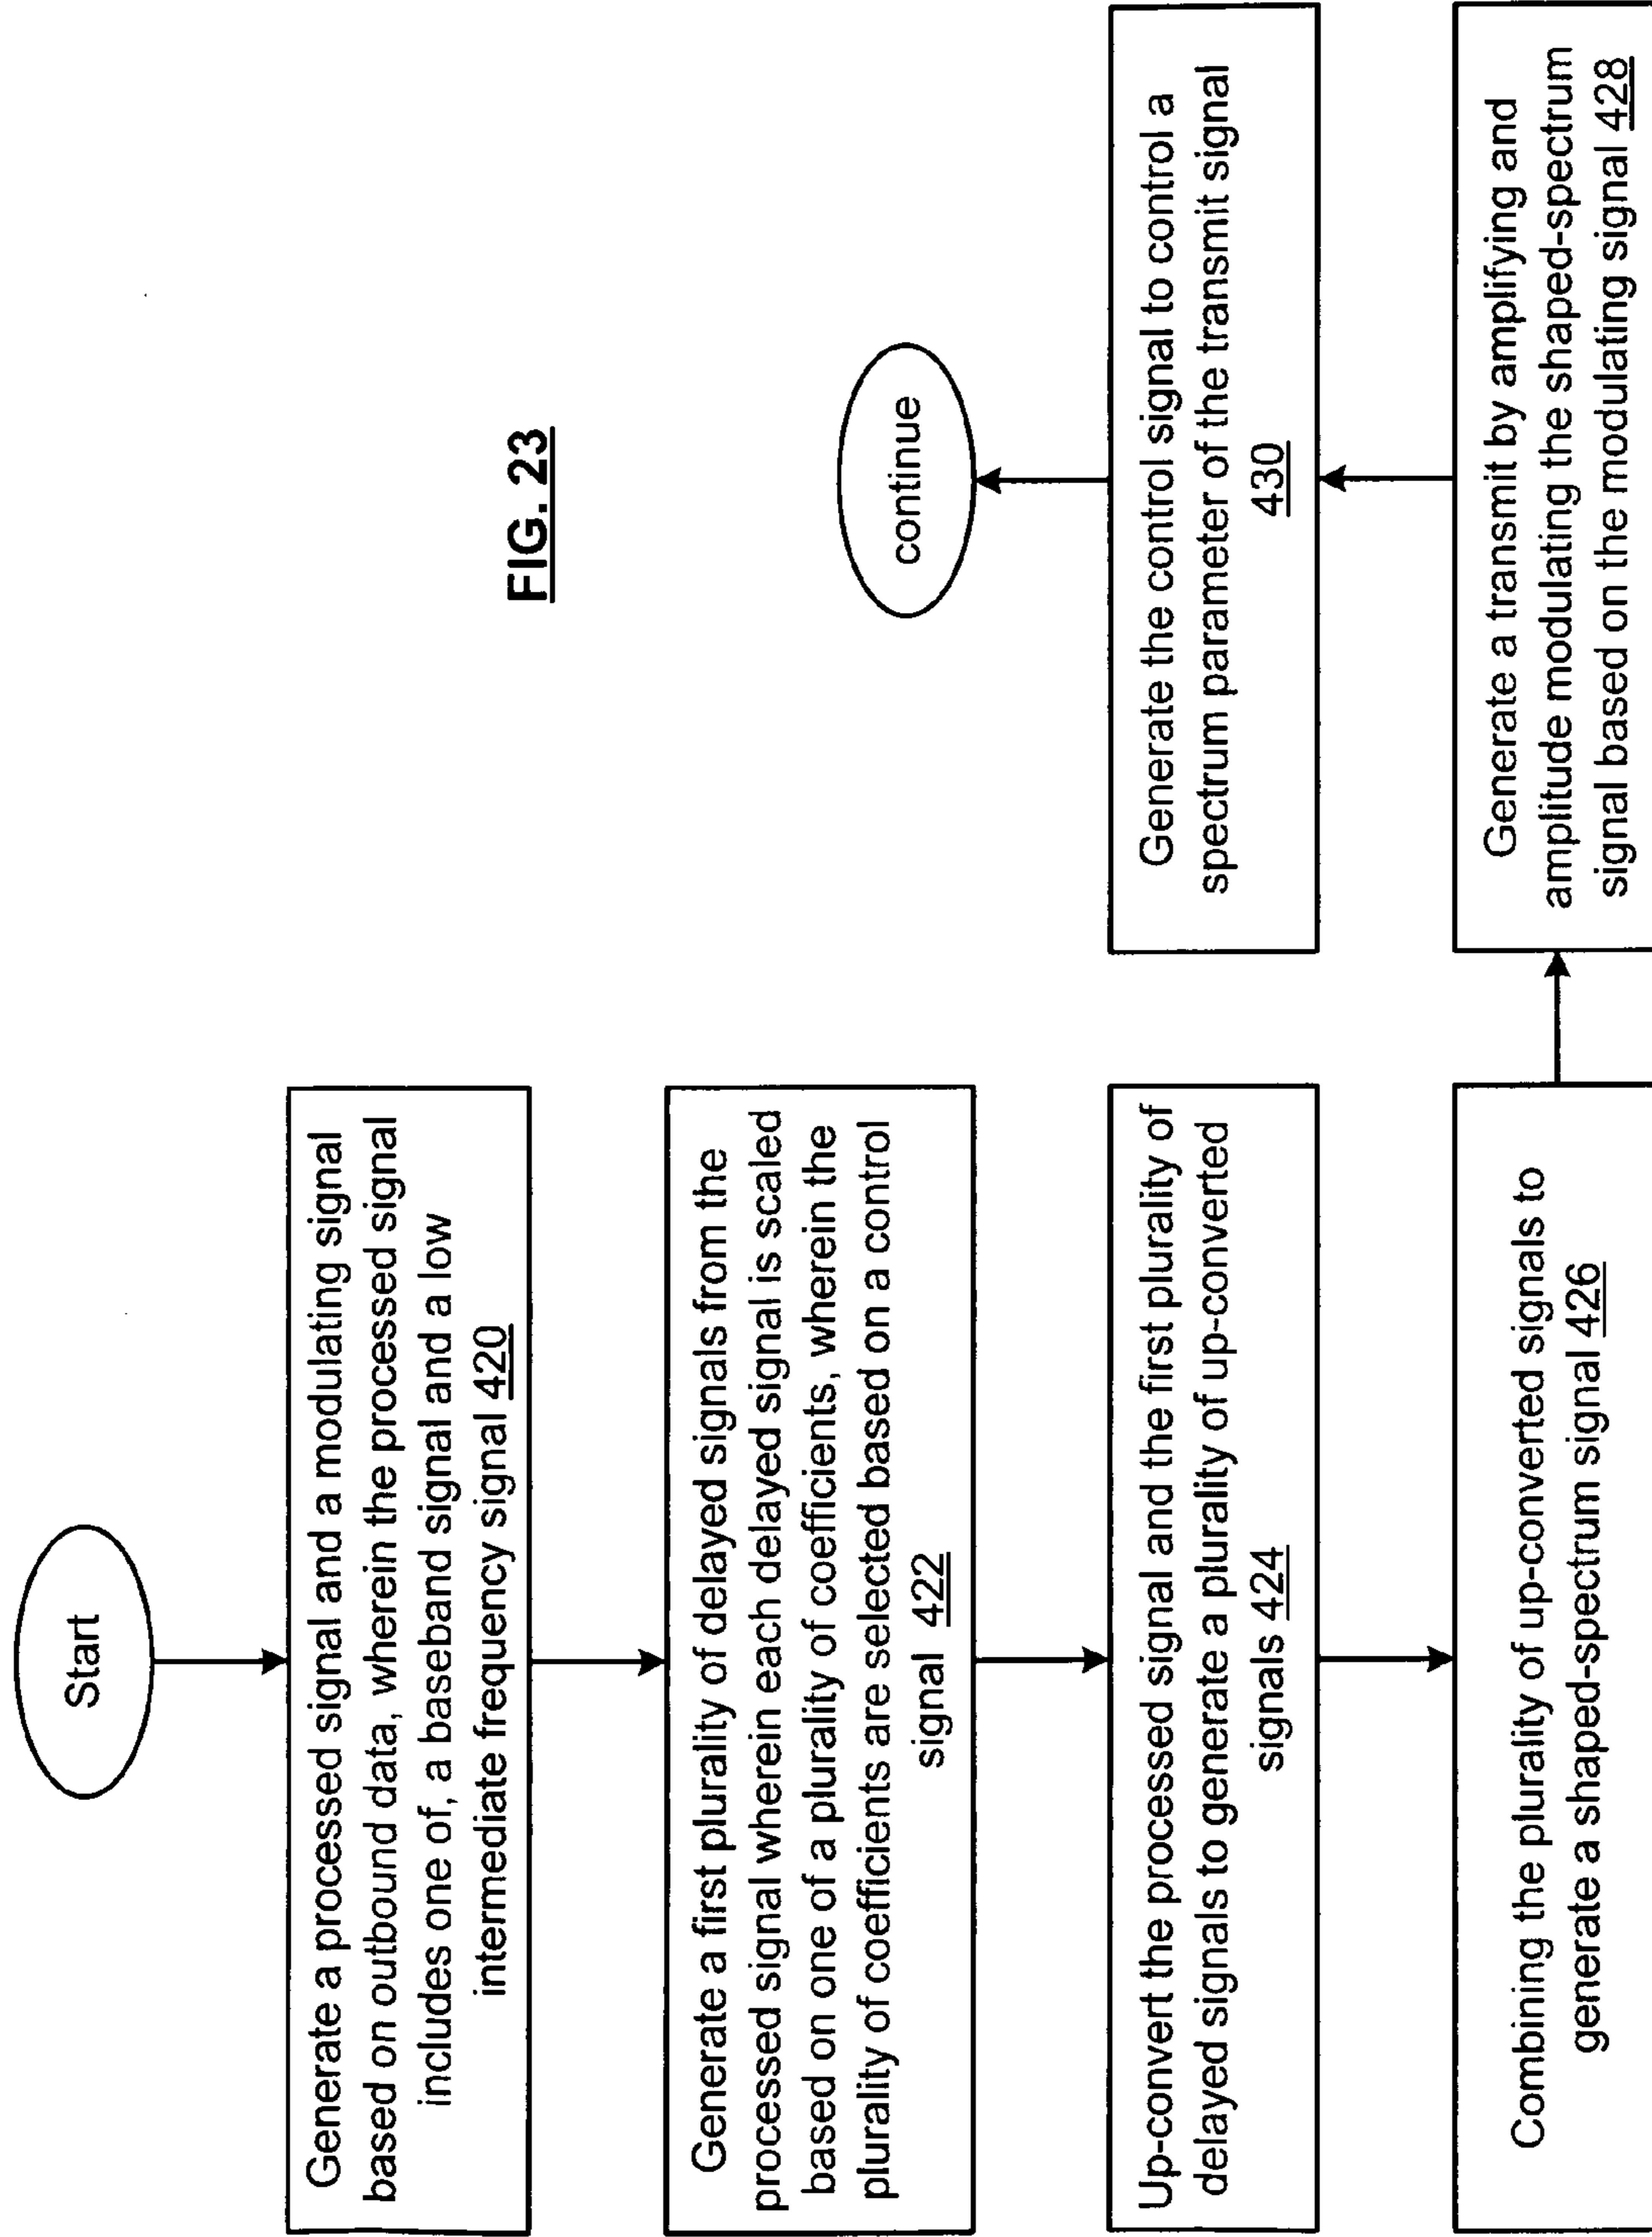 Start
Generate a processed signal and a modulating signal
based on outbound data, wherein the processed signal
includes one of, a baseband signal and a low
intermediate frequency signal 420
Generate a first plurality of delayed signals from the
processed signal wherein each delayed signal is scaled
based on one of a plurality of coefficients, wherein the
plurality of coefficients are selected based on a control
signal 422
Up-convert the processed signal and the first plurality of
delayed signals to generate a plurality of up-converted
signals 424
Combining the plurality of up-converted signals to
generate a shaped-spectrum signal 426
Generate a transmit by amplifying and
amplitude modulating the shaped-spectrum
signal based on the modulating signal 428
Generate the control signal to control a
spectrum parameter of the transmit signal
430
continue
FIG. 23